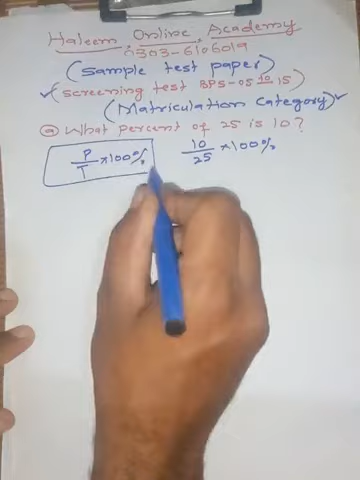 Haleem Online Academy
0303-6106019
(Sample test paper)
✓(Screening test BPS-05 to 15)
(Matriculation Category)✓
(a) What percent of 25 is 10?
P/T × 100%
10/25 × 100%